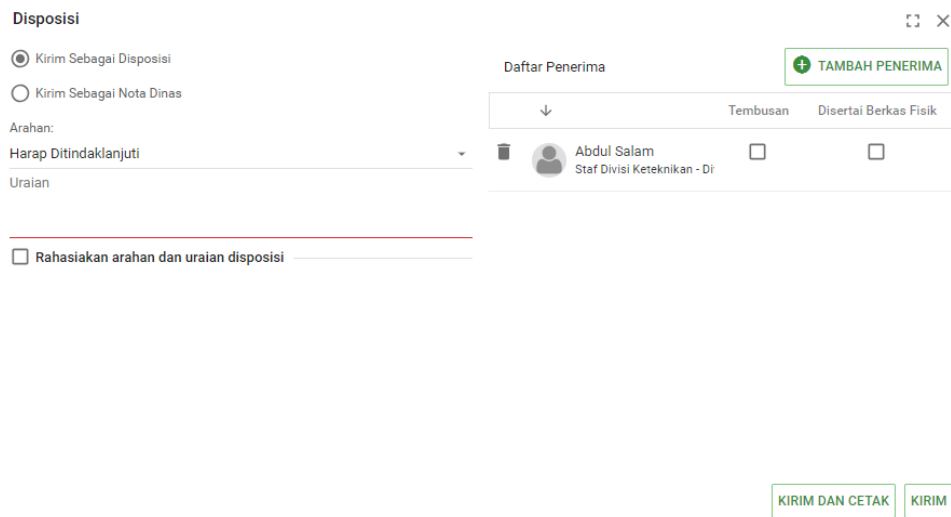 Disposisi
Kirim Sebagai Disposisi
Kirim Sebagai Nota Dinas
Arahan:
Harap Ditindaklanjuti
Uraian
Rahasiakan arahan dan uraian disposisi
Daftar Penerima
TAMBAH PENERIMA
Tembusan Disertai Berkas Fisik
Abdul Salam
Staf Divisi Keteknikan - Di
KIRIM DAN CETAK
KIRIM